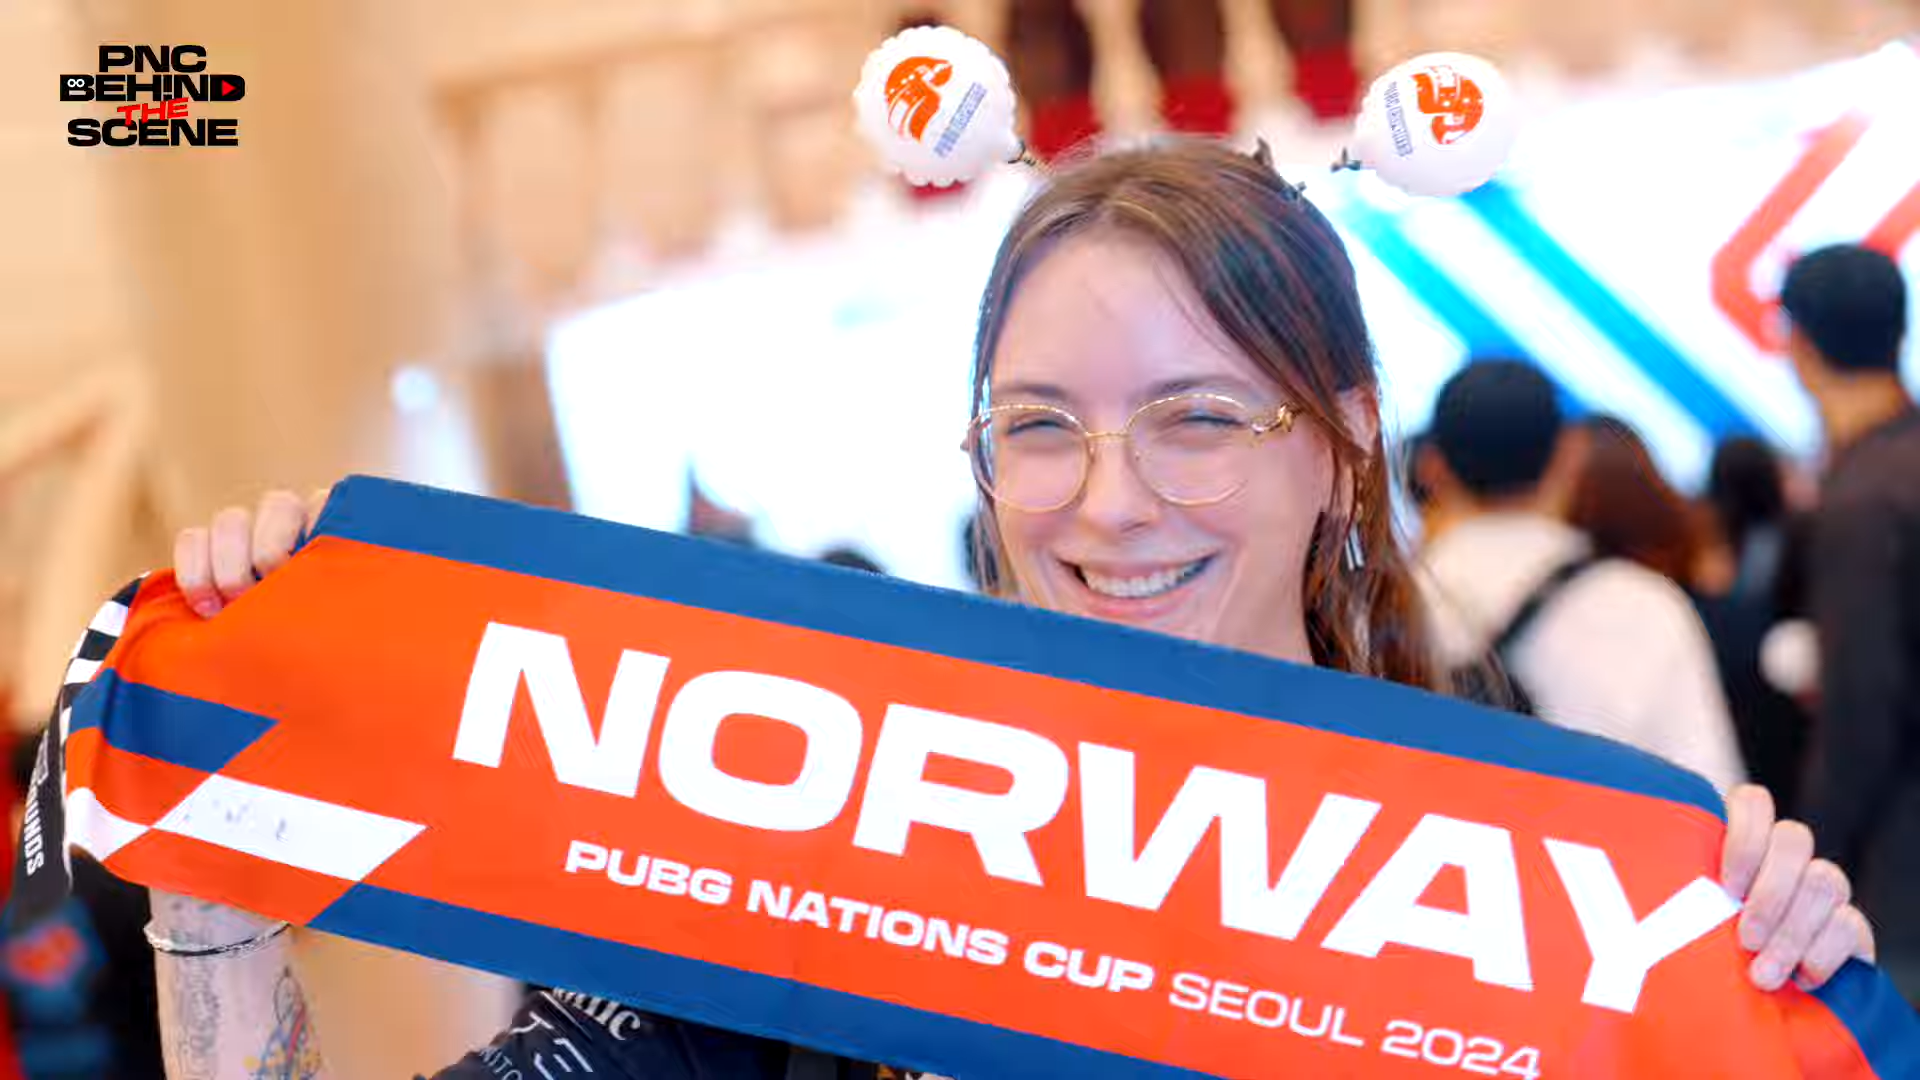 PNC
BEHIND
THE
SCENE
NORWAY
PUBG NATIONS CUP SEOUL 2024